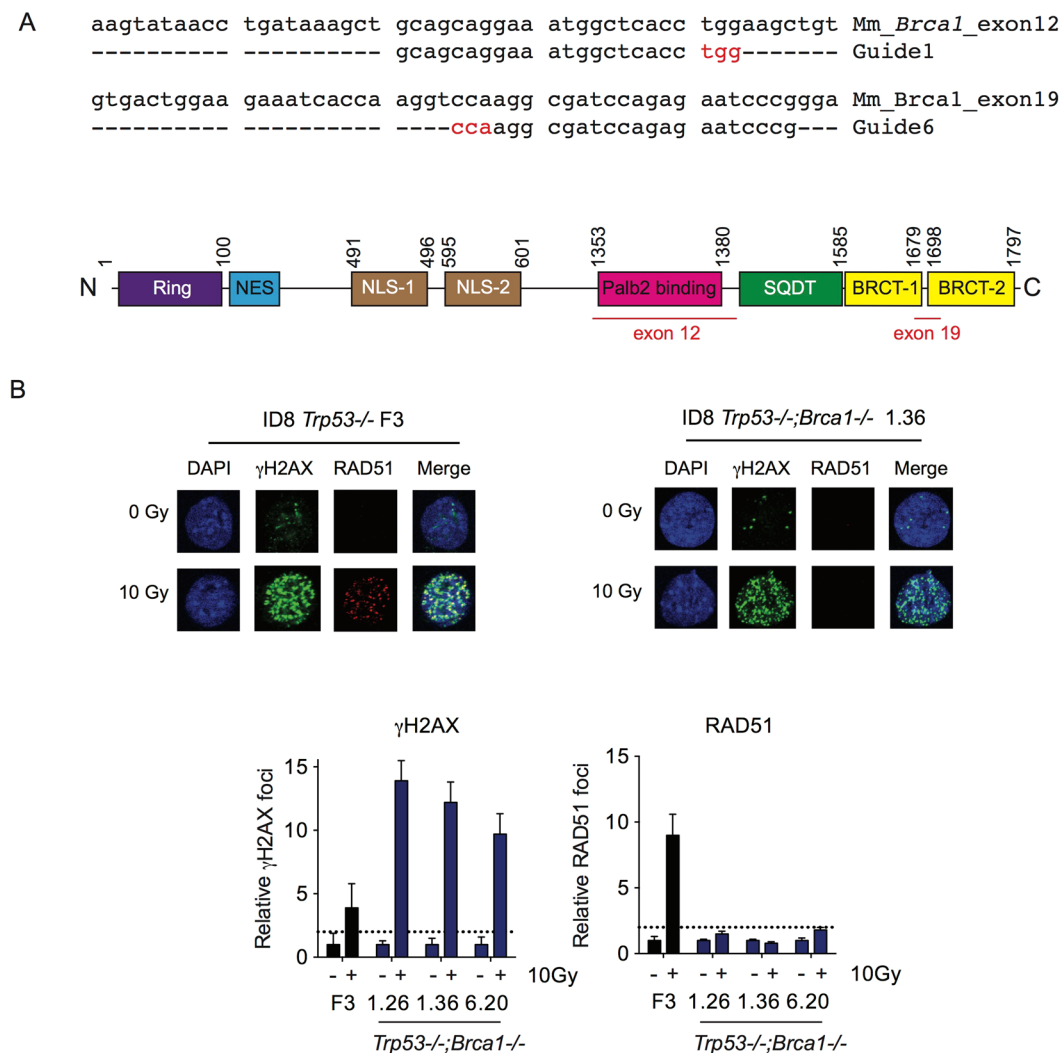 A
aagtataacc tgataaagct gcagcaggaa atggctcacc tggaagctgt Mm_Brca1_exon12
---------- ---------- gcagcaggaa atggctcacc tgg------- Guide1
gtgactggaa gaaatcacca aggtccaagg cgatccagag aatcccggga Mm_Brca1_exon19
---------- ---------- ----ccaagg cgatccagag aatcccg--- Guide6
1 100 491 496 595 601 1353 1380 1585 1679 1698 1797
N Ring NES NLS-1 NLS-2 Palb2 binding SQDT BRCT-1 BRCT-2 C
exon 12 exon 19
B
ID8 Trp53-/- F3 ID8 Trp53-/-;Brca1-/- 1.36
DAPI γH2AX RAD51 Merge DAPI γH2AX RAD51 Merge
0 Gy 0 Gy
10 Gy 10 Gy
γH2AX
Relative γH2AX foci
15
10
5
0
- + - + - + - + 10Gy
F3 1.26 1.36 6.20
Trp53-/-;Brca1-/-
RAD51
Relative RAD51 foci
15
10
5
0
- + - + - + - + 10Gy
F3 1.26 1.36 6.20
Trp53-/-;Brca1-/-